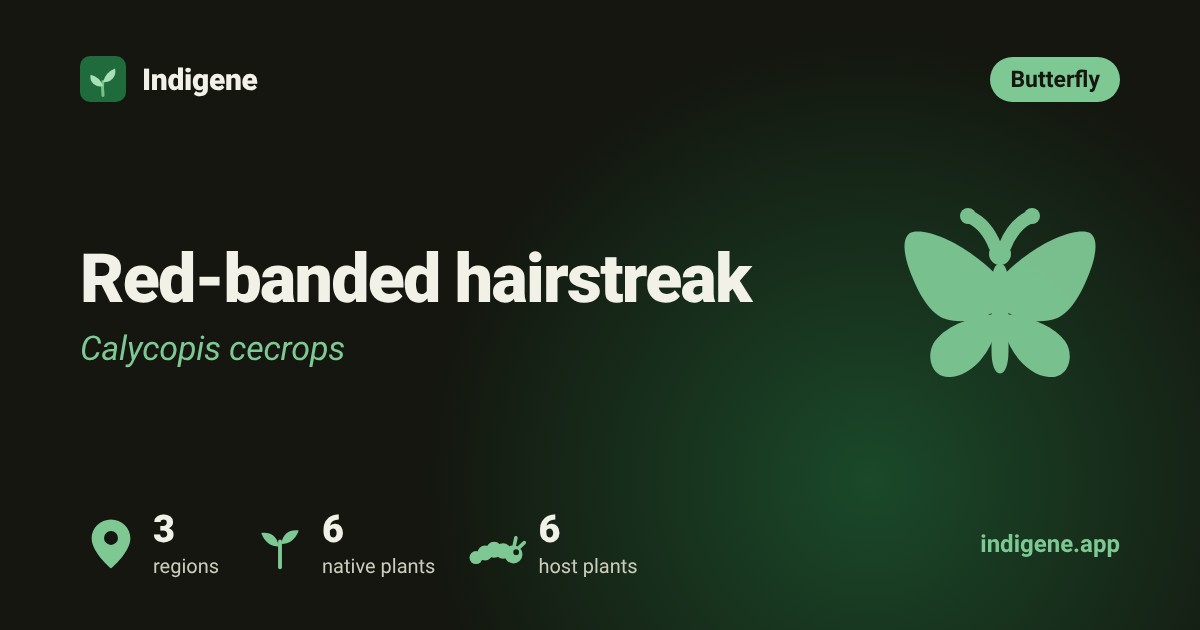 Indigene
Butterfly
Red-banded hairstreak
Calycopis cecrops
3
regions
6
native plants
6
host plants
indigene.app